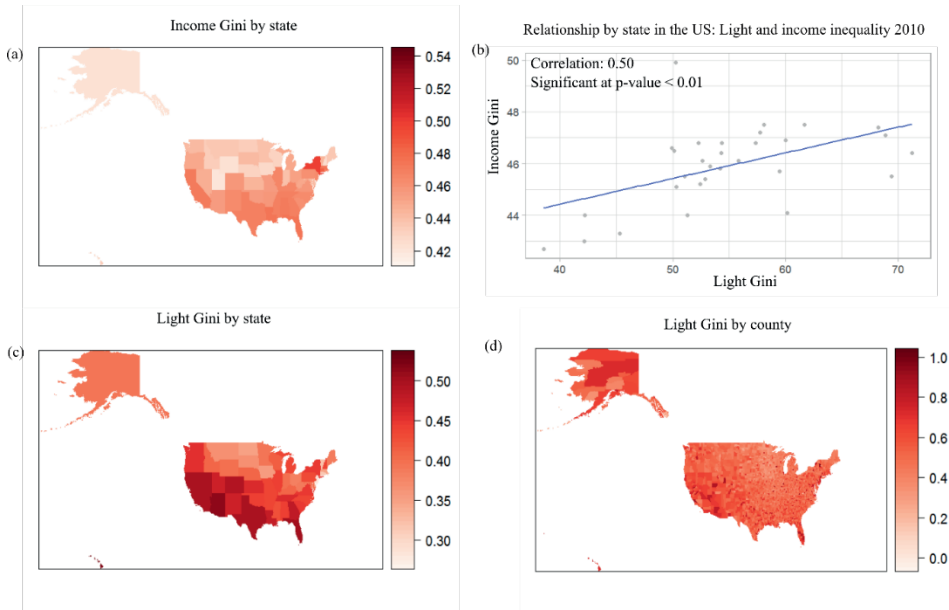 Income Gini by state
(a)
0.54
0.52
0.50
0.48
0.46
0.44
0.42
Relationship by state in the US: Light and income inequality 2010
(b)
Correlation: 0.50
Significant at p-value < 0.01
Income Gini
50
48
46
44
40
50
60
70
Light Gini
Light Gini by state
(c)
0.50
0.45
0.40
0.35
0.30
Light Gini by county
(d)
1.0
0.8
0.6
0.4
0.2
0.0